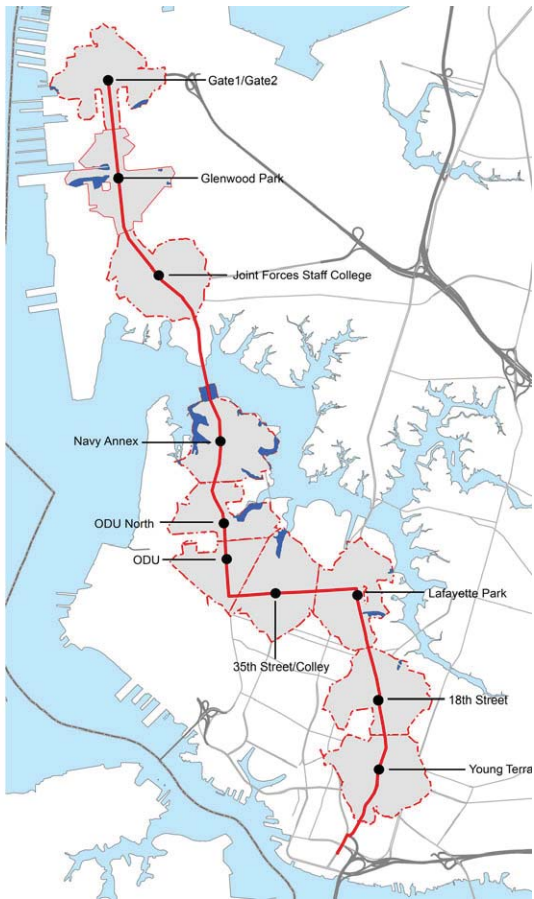 Gate1/Gate2
Glenwood Park
Joint Forces Staff College
Navy Annex
ODU North
ODU
Lafayette Park
35th Street/Colley
18th Street
Young Terra